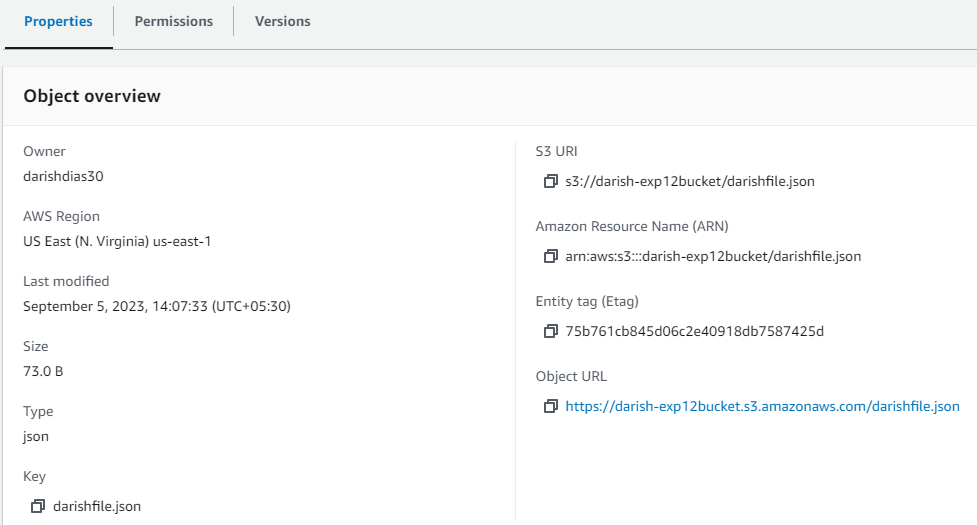 Properties
Permissions
Versions
Object overview
Owner
darishdias30
AWS Region
US East (N. Virginia) us-east-1
Last modified
September 5, 2023, 14:07:33 (UTC+05:30)
Size
73.0 B
Type
json
Key
darishfile.json
S3 URI
s3://darish-exp12bucket/darishfile.json
Amazon Resource Name (ARN)
arn:aws:s3:::darish-exp12bucket/darishfile.json
Entity tag (Etag)
75b761cb845d06c2e40918db7587425d
Object URL
https://darish-exp12bucket.s3.amazonaws.com/darishfile.json